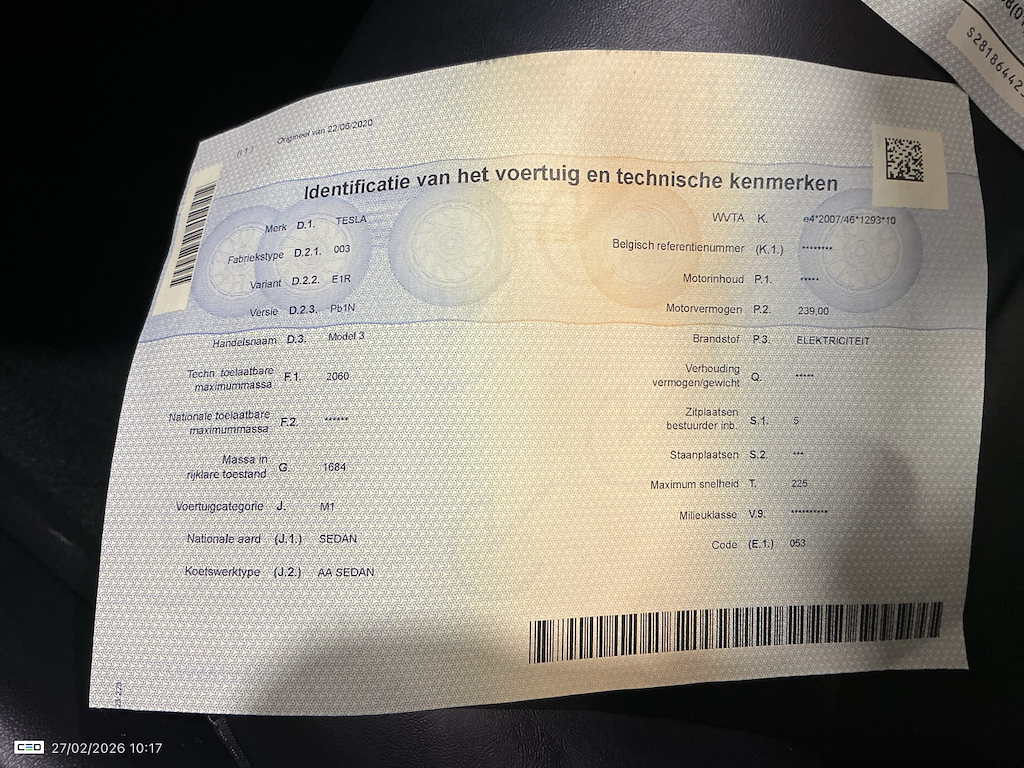 (I.1.) Origineel van 22/06/2020
Identificatie van het voertuig en technische kenmerken
Merk D.1. TESLA
Fabriekstype D.2.1. 003
Variant D.2.2. E1R
Versie D.2.3. Pb1N
Handelsnaam D.3. Model 3
Techn. toelaatbare
maximummassa F.1. 2060
Nationale toelaatbare
maximummassa F.2. ******
Massa in
rijklare toestand G. 1684
Voertuigcategorie J. M1
Nationale aard (J.1.) SEDAN
Koetswerktype (J.2.) AA SEDAN
WVTA K. e4*2007/46*1293*10
Belgisch referentienummer (K.1.) ********
Motorinhoud P.1. *****
Motorvermogen P.2. 239,00
Brandstof P.3. ELEKTRICITEIT
Verhouding
vermogen/gewicht Q. *****
Zitplaatsen
bestuurder inb. S.1. 5
Staanplaatsen S.2. ***
Maximum snelheid T. 225
Milieuklasse V.9. **********
Code (E.1.) 053
CEO 27/02/2026 10:17